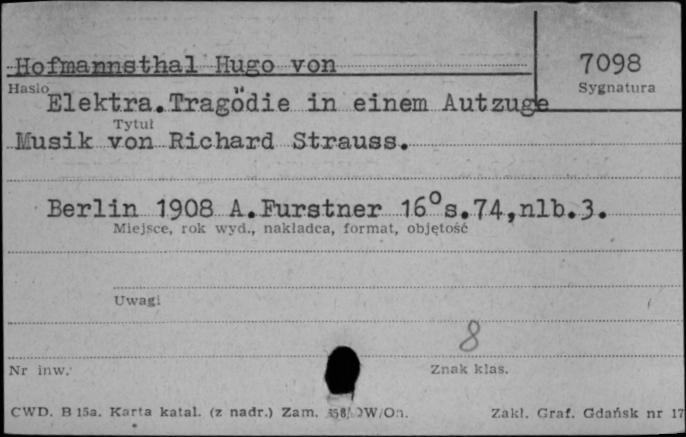 Hofmannsthal Hugo von
7098
Hasło
Sygnatura
Elektra.Tragödie in einem Autzuge
Tytuł
Musik von Richard Strauss.
Berlin 1908 A.Furstner 16°s.74,nlb.3.
Miejsce, rok wyd., nakładca, format, objętość
Uwagi
8
Nr inw.
Znak klas.
CWD. B 15a. Karta katal. (z nadr.) Zam.
Zakł. Graf. Gdańsk nr 17